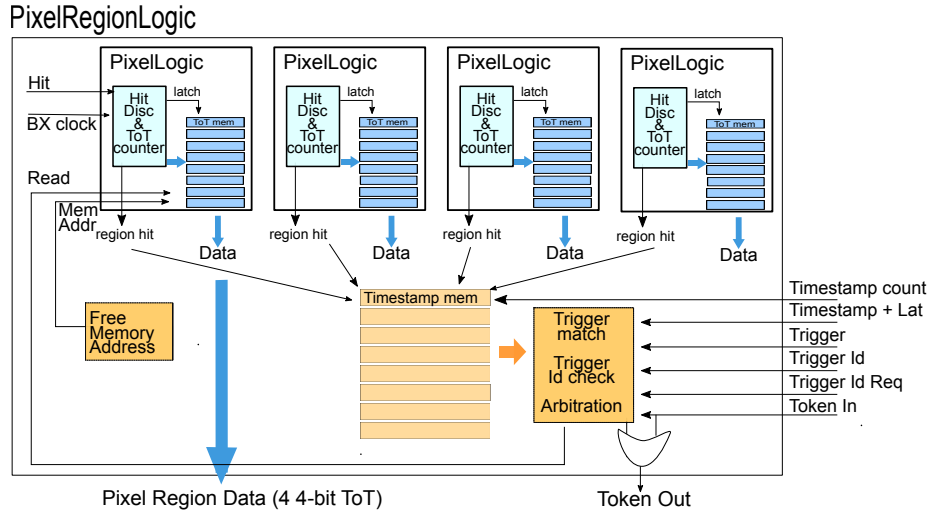 PixelRegionLogic
PixelLogic
PixelLogic
PixelLogic
PixelLogic
Hit
BX clock
Read
Mem
Addr
Hit
Disc
&
ToT
counter
latch
ToT mem
region hit
Data
Hit
Disc
&
ToT
counter
latch
ToT mem
region hit
Data
Hit
Disc
&
ToT
counter
latch
ToT mem
region hit
Data
Hit
Disc
&
ToT
counter
latch
ToT mem
region hit
Data
Free
Memory
Address
Timestamp mem
Trigger
match
Trigger
Id check
Arbitration
Timestamp count
Timestamp + Lat
Trigger
Trigger Id
Trigger Id Req
Token In
Pixel Region Data (4 4-bit ToT)
Token Out